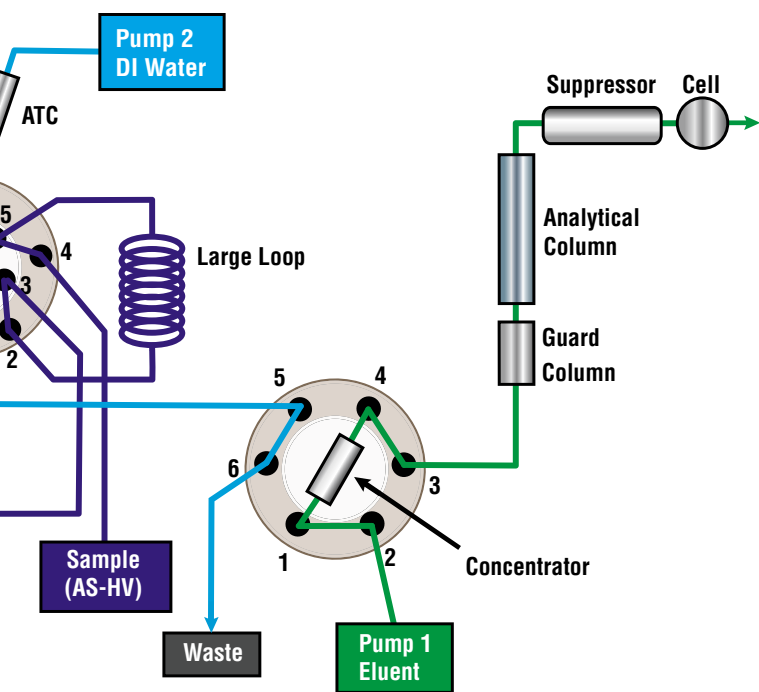 Pump 2
DI Water
ATC
Suppressor
Cell
5
4
3
2
Large Loop
Analytical
Column
Guard
Column
5
4
6
3
1
2
Concentrator
Sample
(AS-HV)
Waste
Pump 1
Eluent